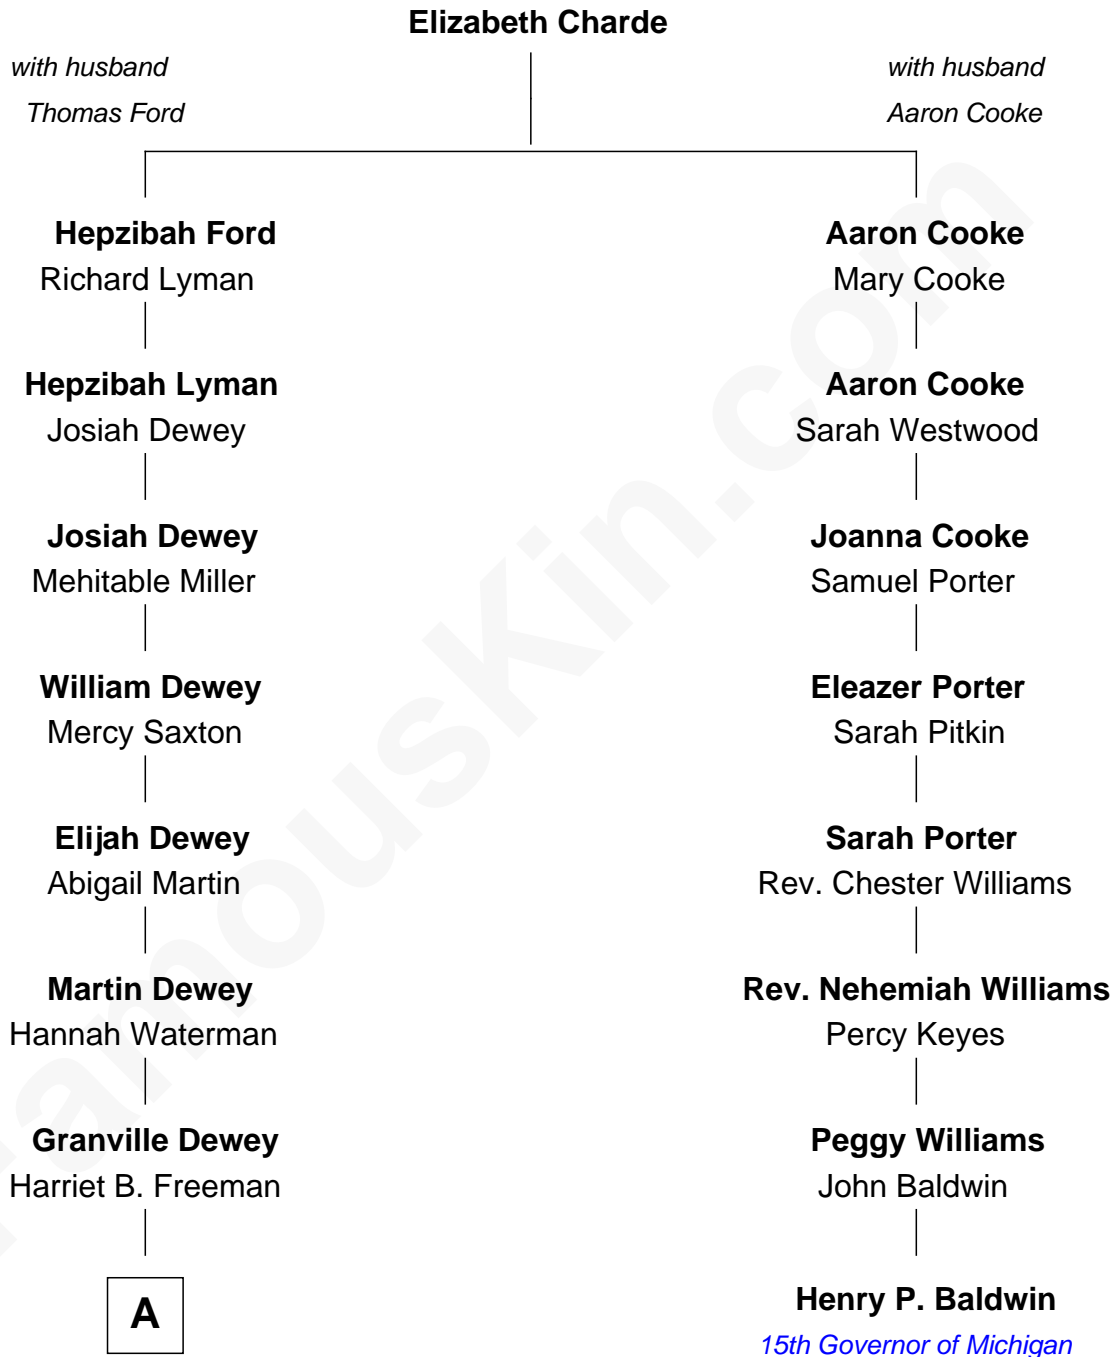 Elizabeth Charde
with husband
Thomas Ford
with husband
Aaron Cooke
Hepzibah Ford
Richard Lyman
Aaron Cooke
Mary Cooke
Hepzibah Lyman
Josiah Dewey
Aaron Cooke
Sarah Westwood
Josiah Dewey
Mehitable Miller
Joanna Cooke
Samuel Porter
William Dewey
Mercy Saxton
Eleazer Porter
Sarah Pitkin
Elijah Dewey
Abigail Martin
Sarah Porter
Rev. Chester Williams
Martin Dewey
Hannah Waterman
Rev. Nehemiah Williams
Percy Keyes
Granville Dewey
Harriet B. Freeman
Peggy Williams
John Baldwin
A
Henry P. Baldwin
15th Governor of Michigan
FamousKin.com